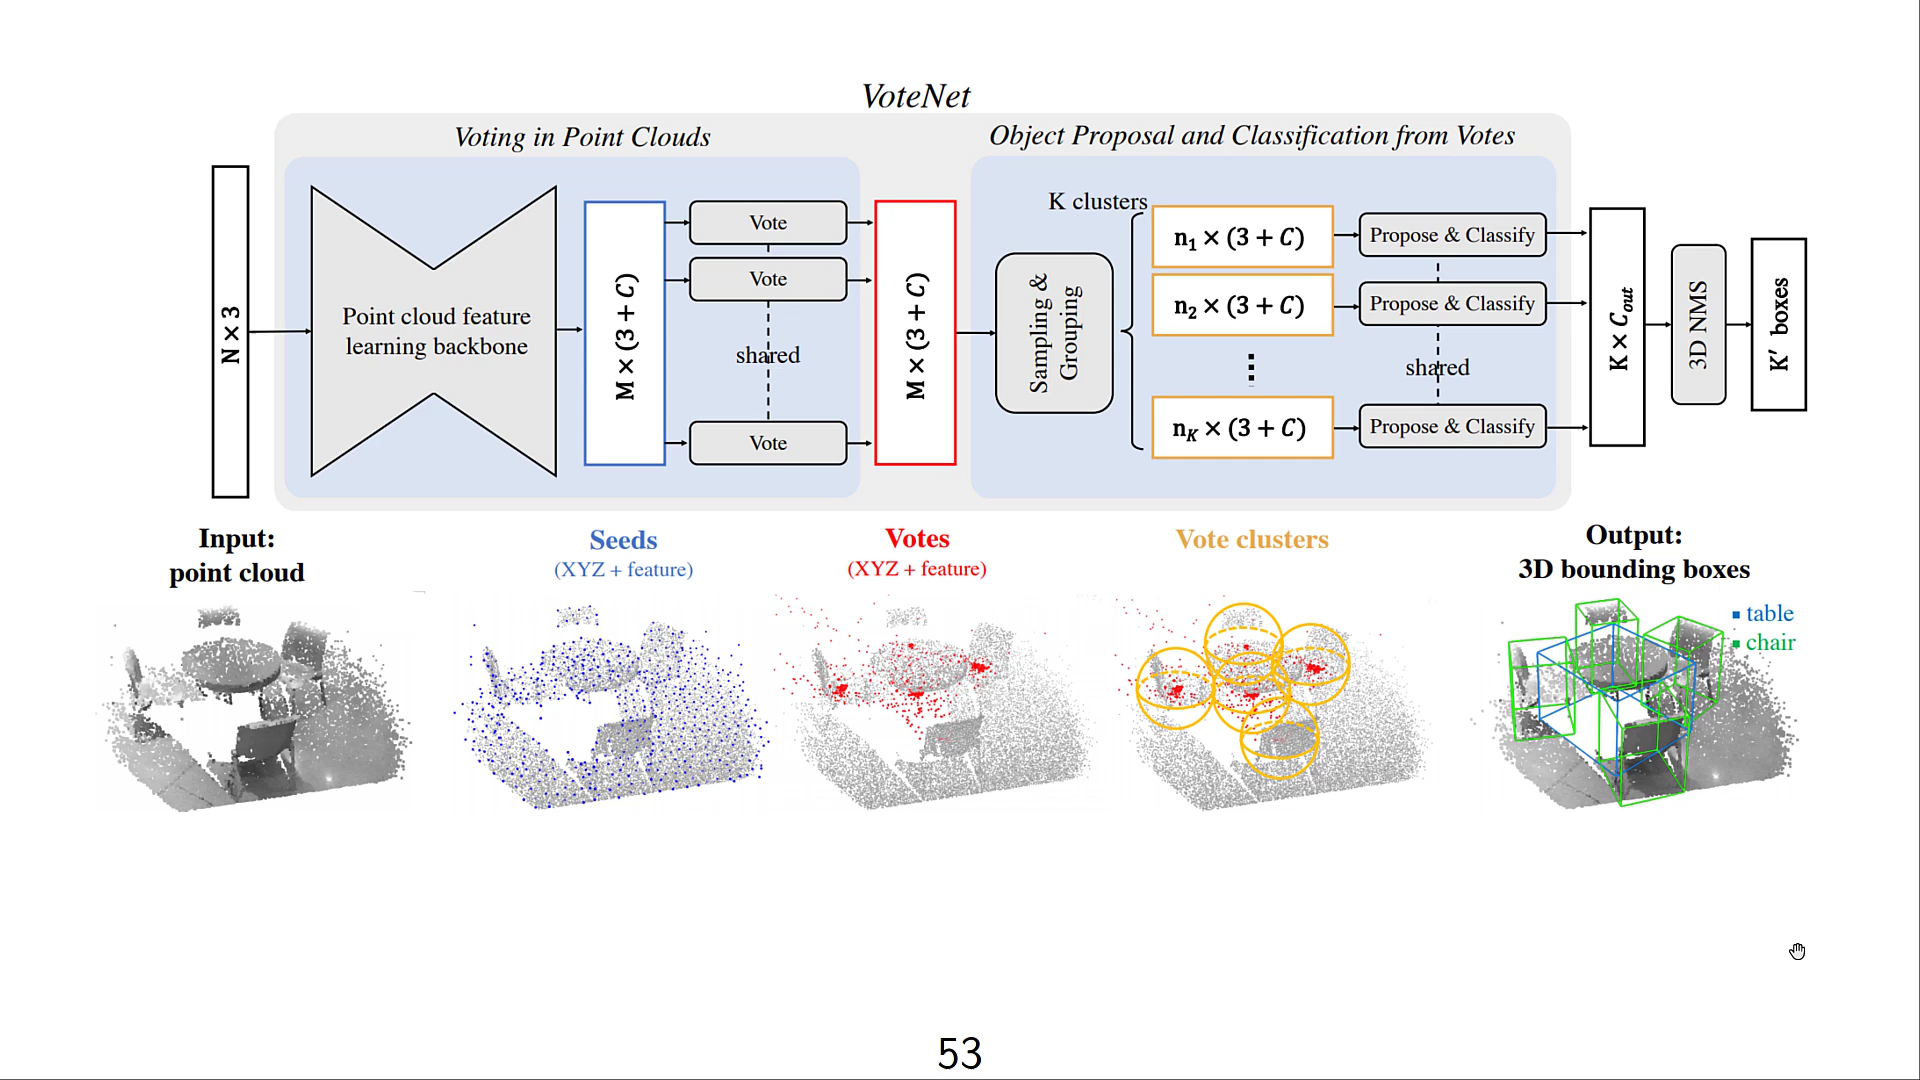 VoteNet
Voting in Point Clouds
Object Proposal and Classification from Votes
N × 3
Point cloud feature
learning backbone
M × (3 + C)
Vote
Vote
shared
Vote
M × (3 + C)
Sampling &
Grouping
K clusters
n₁ × (3 + C)
n₂ × (3 + C)
⋮
n_K × (3 + C)
Propose & Classify
Propose & Classify
shared
Propose & Classify
K × C_out
3D NMS
K′ boxes
Input:
point cloud
Seeds
(XYZ + feature)
Votes
(XYZ + feature)
Vote clusters
Output:
3D bounding boxes
table
chair
53